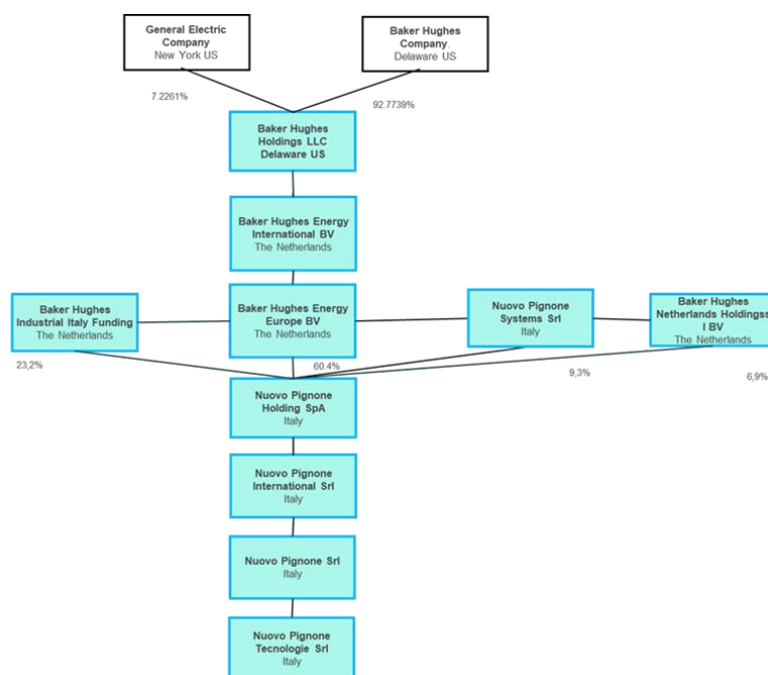 General Electric
Company
New York US
Baker Hughes
Company.
Delaware US
7.2261%
92.7739%
Baker Hughes
Holdings LLC
Delaware US
Baker Hughes Energy
International BV
The Netherlands
Baker Hughes
Industrial Italy Funding
The Netherlands
Baker Hughes Energy
Europe BV
The Netherlands
Nuovo Pignone
Systems Srl
Italy
Baker Hughes
Netherlands Holdingss
I BV
The Netherlands
23,2%
60.4%
9,3%
6,9%
Nuovo Pignone
Holding SpA
Italy
Nuovo Pignone
International Srl
Italy
Nuovo Pignone Srl
Italy
Nuovo Pignone
Tecnologie Srl
Italy